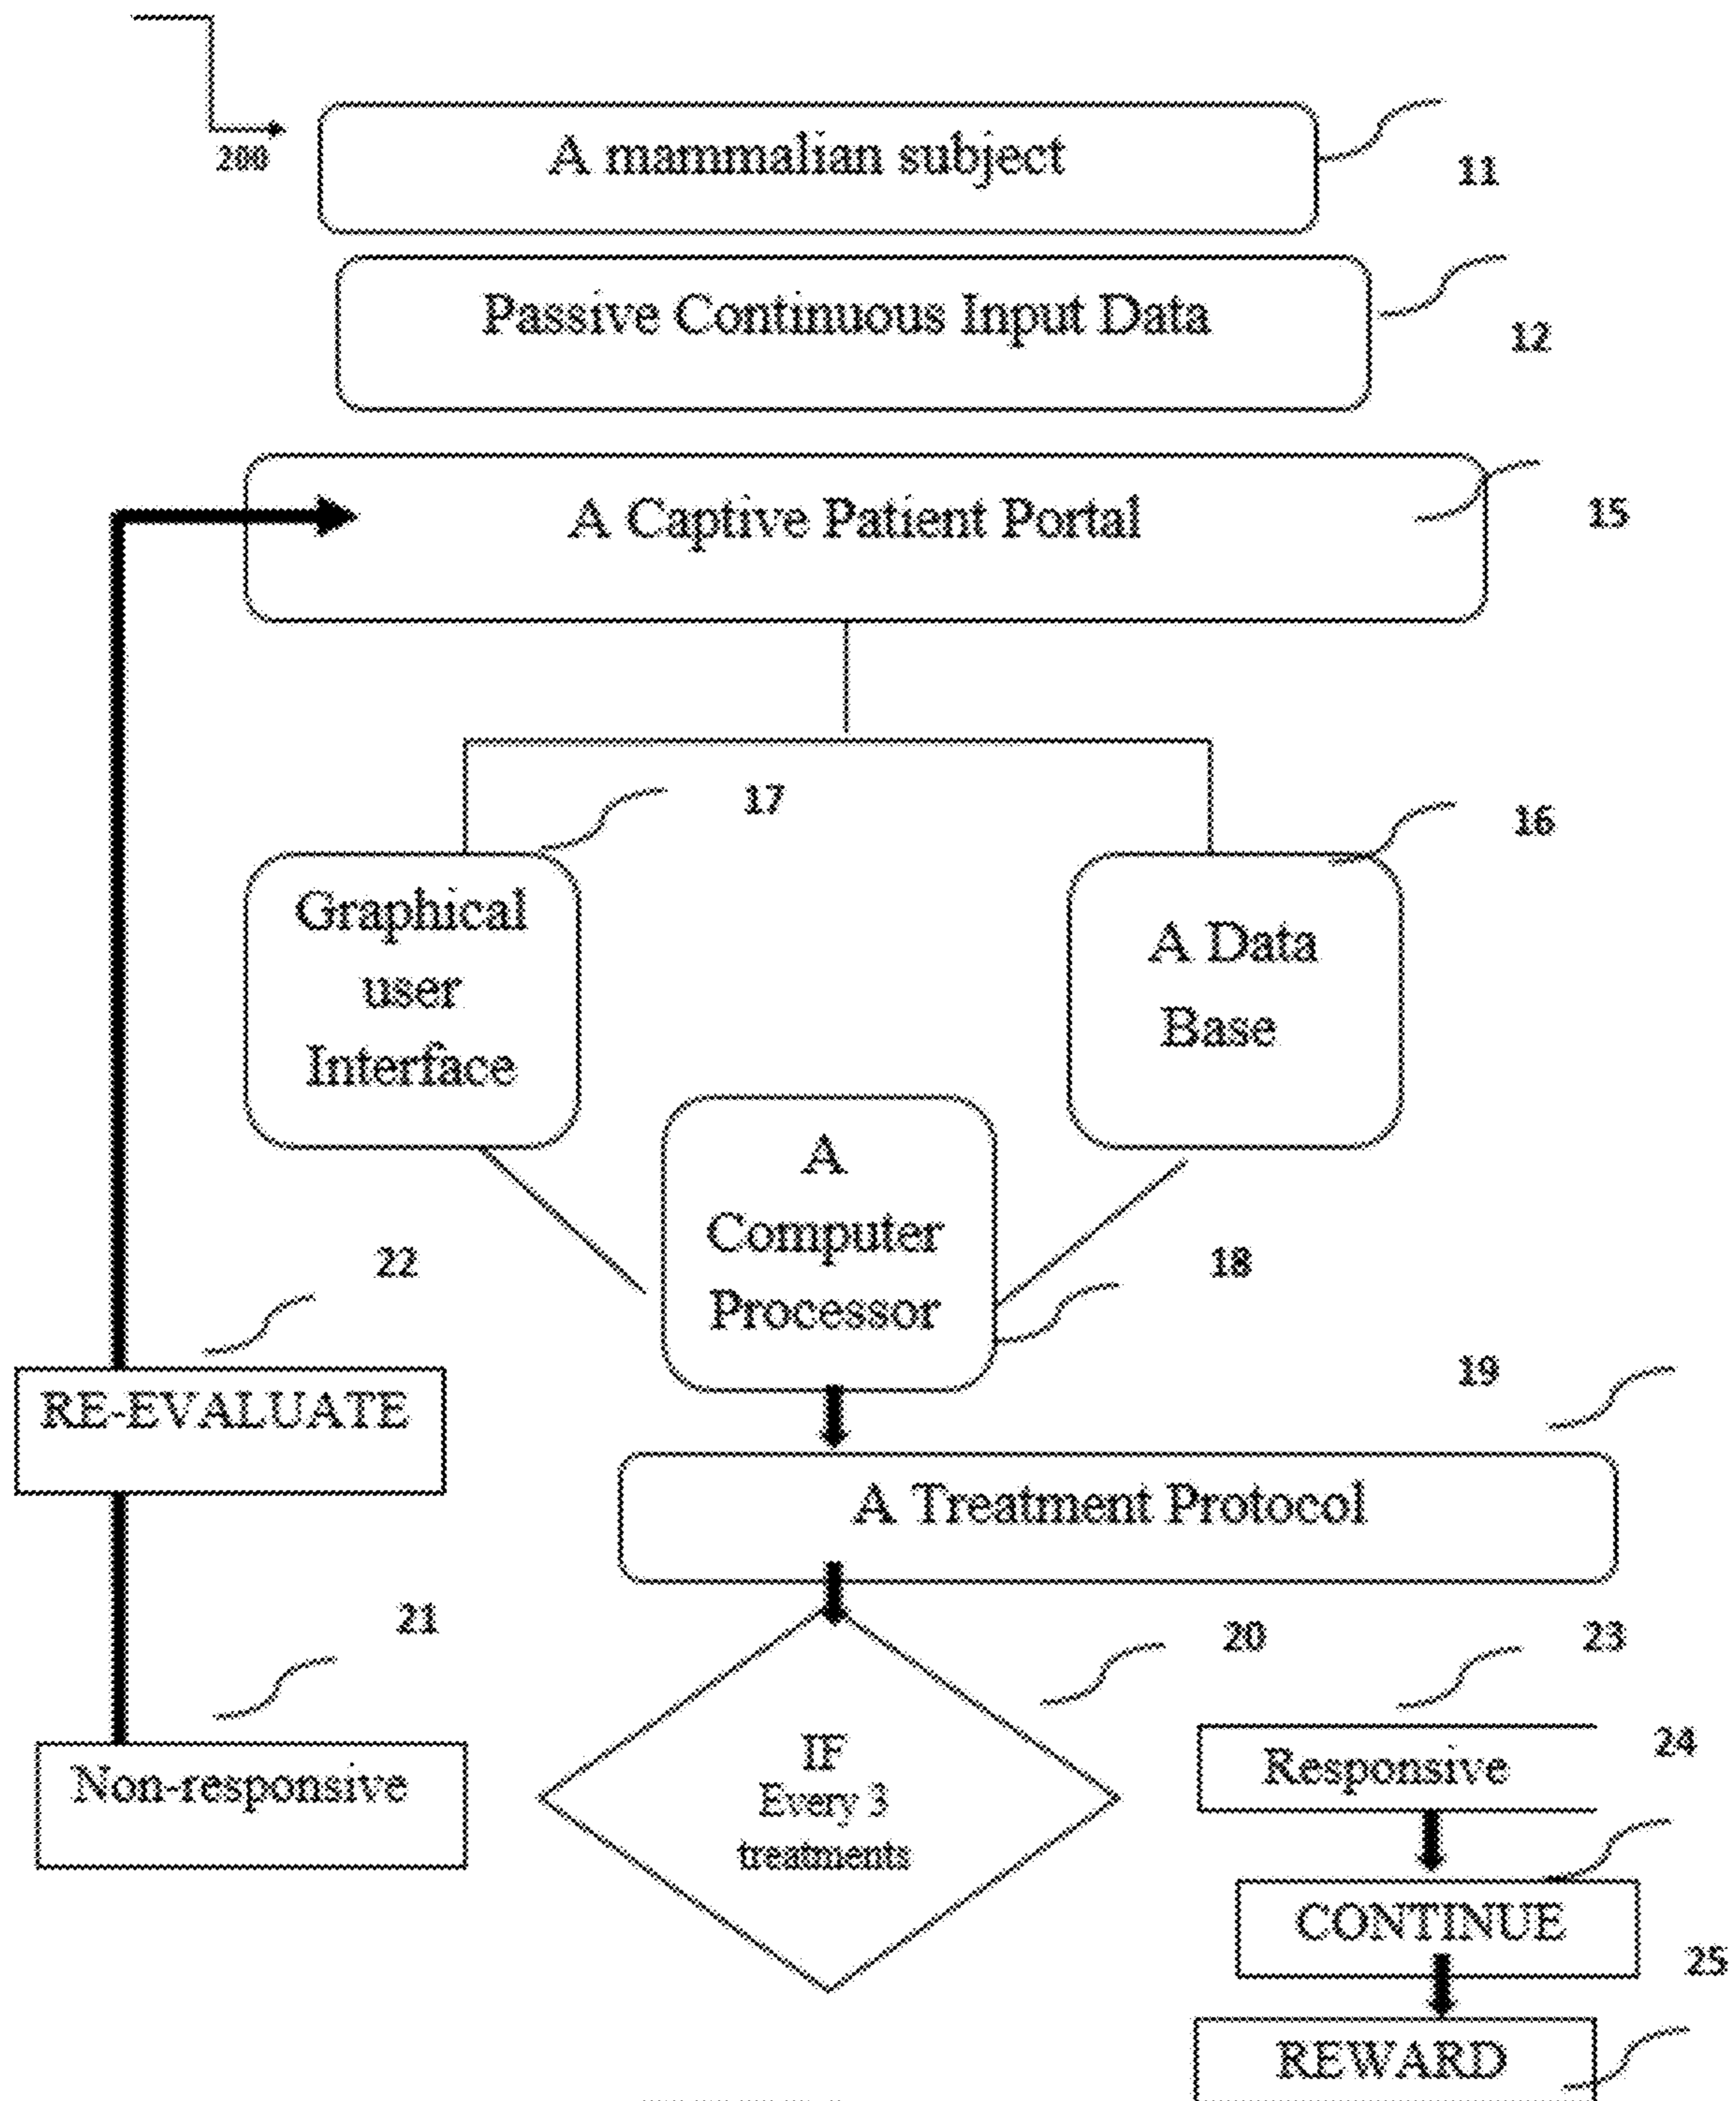 200
A mammalian subject
11
Passive Continuous Input Data
12
A Captive Patient Portal
15
17
16
Graphical
user
Interface
A Data
Base
A
Computer
Processor
18
22
RE-EVALUATE
19
A Treatment Protocol
21
20
23
Non-responsive
IF
Every 3
treatments
Responsive
24
CONTINUE
25
REWARD